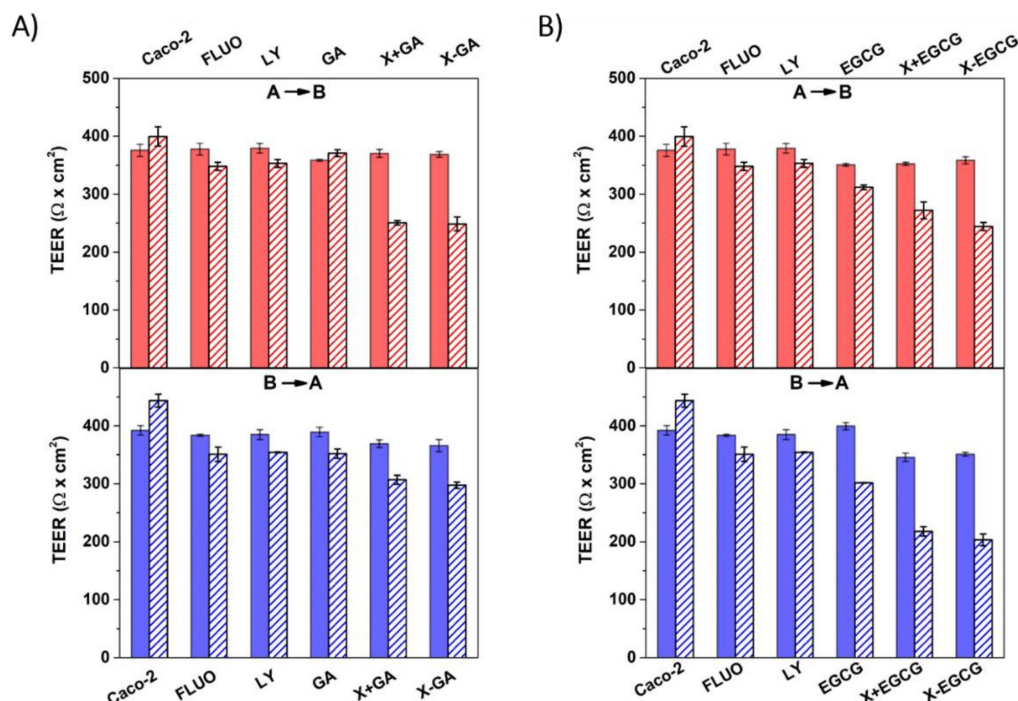 A)
Caco-2 FLUO LY GA X+GA X-GA
A → B
TEER (Ω x cm²)
500
400
300
200
100
0
B → A
TEER (Ω x cm²)
400
300
200
100
0
Caco-2 FLUO LY GA X+GA X-GA
B)
Caco-2 FLUO LY EGCG X+EGCG X-EGCG
A → B
TEER (Ω x cm²)
500
400
300
200
100
0
B → A
TEER (Ω x cm²)
400
300
200
100
0
Caco-2 FLUO LY EGCG X+EGCG X-EGCG